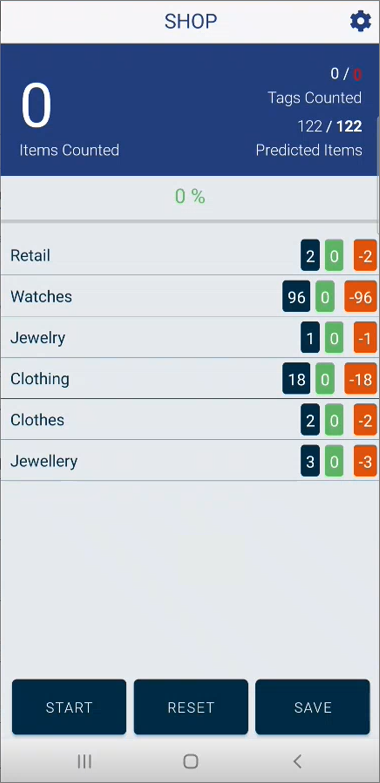 SHOP
0
0 / 0
Tags Counted
122 / 122
Items Counted
Predicted Items
0 %
Retail 2 0 -2
Watches 96 0 -96
Jewelry 1 0 -1
Clothing 18 0 -18
Clothes 2 0 -2
Jewellery 3 0 -3
START RESET SAVE